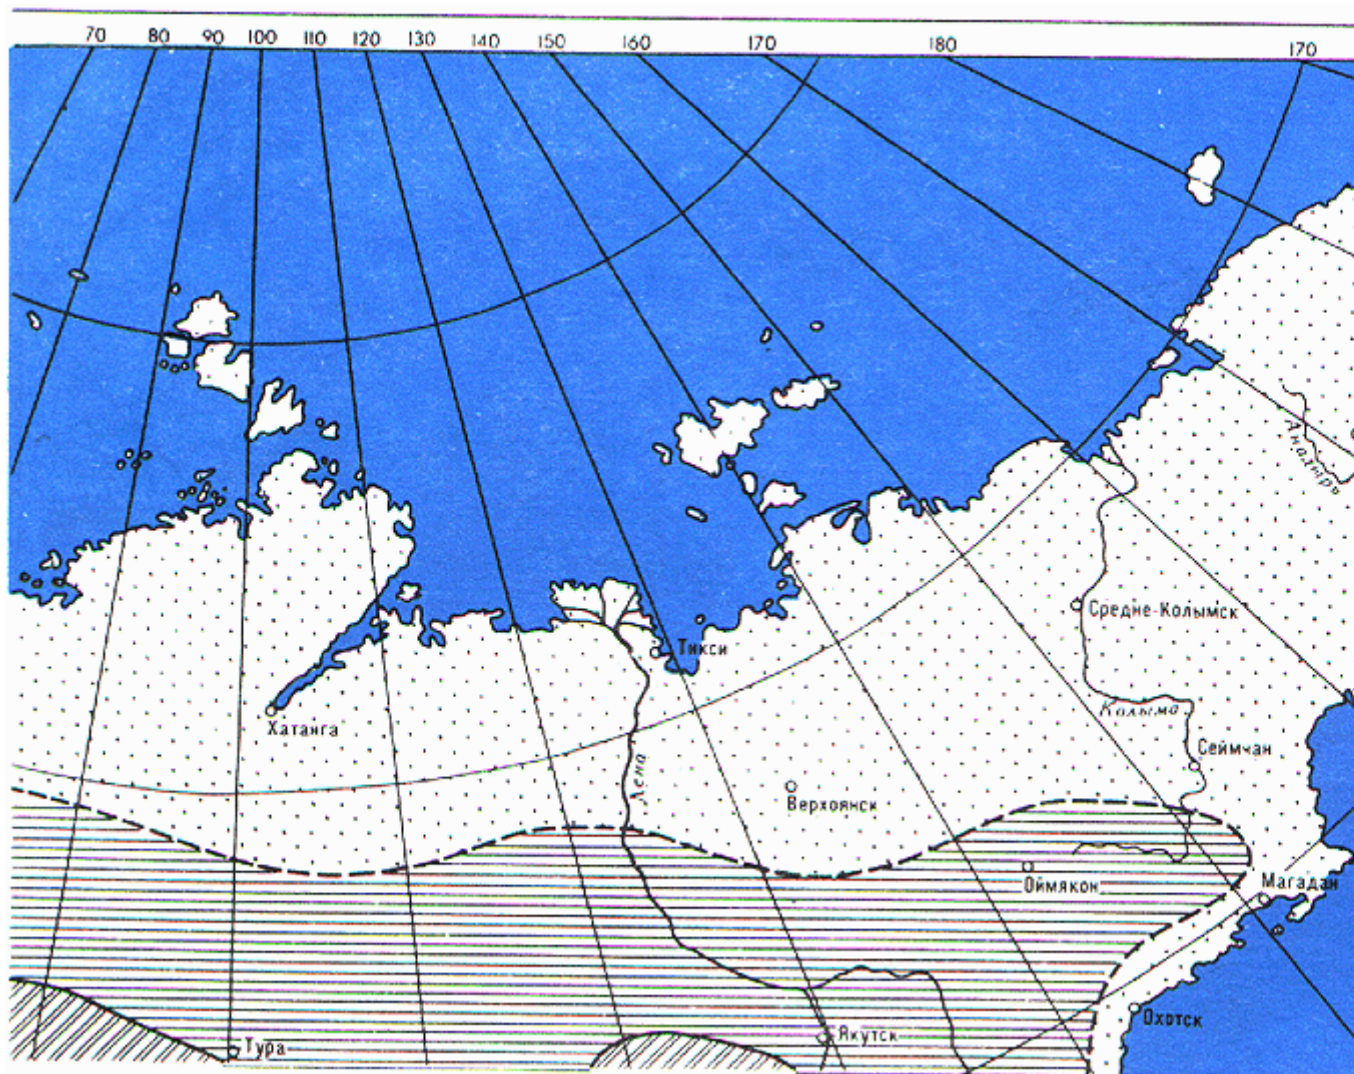 70 80 90 100 110 120 130 140 150 160 170 180 170
Анадырь
Средне-Колымск
Тикси
Колыма
Хатанга
Сеймчан
Лена
Верхоянск
Оймякон
Магадан
Охотск
Якутск
Тура